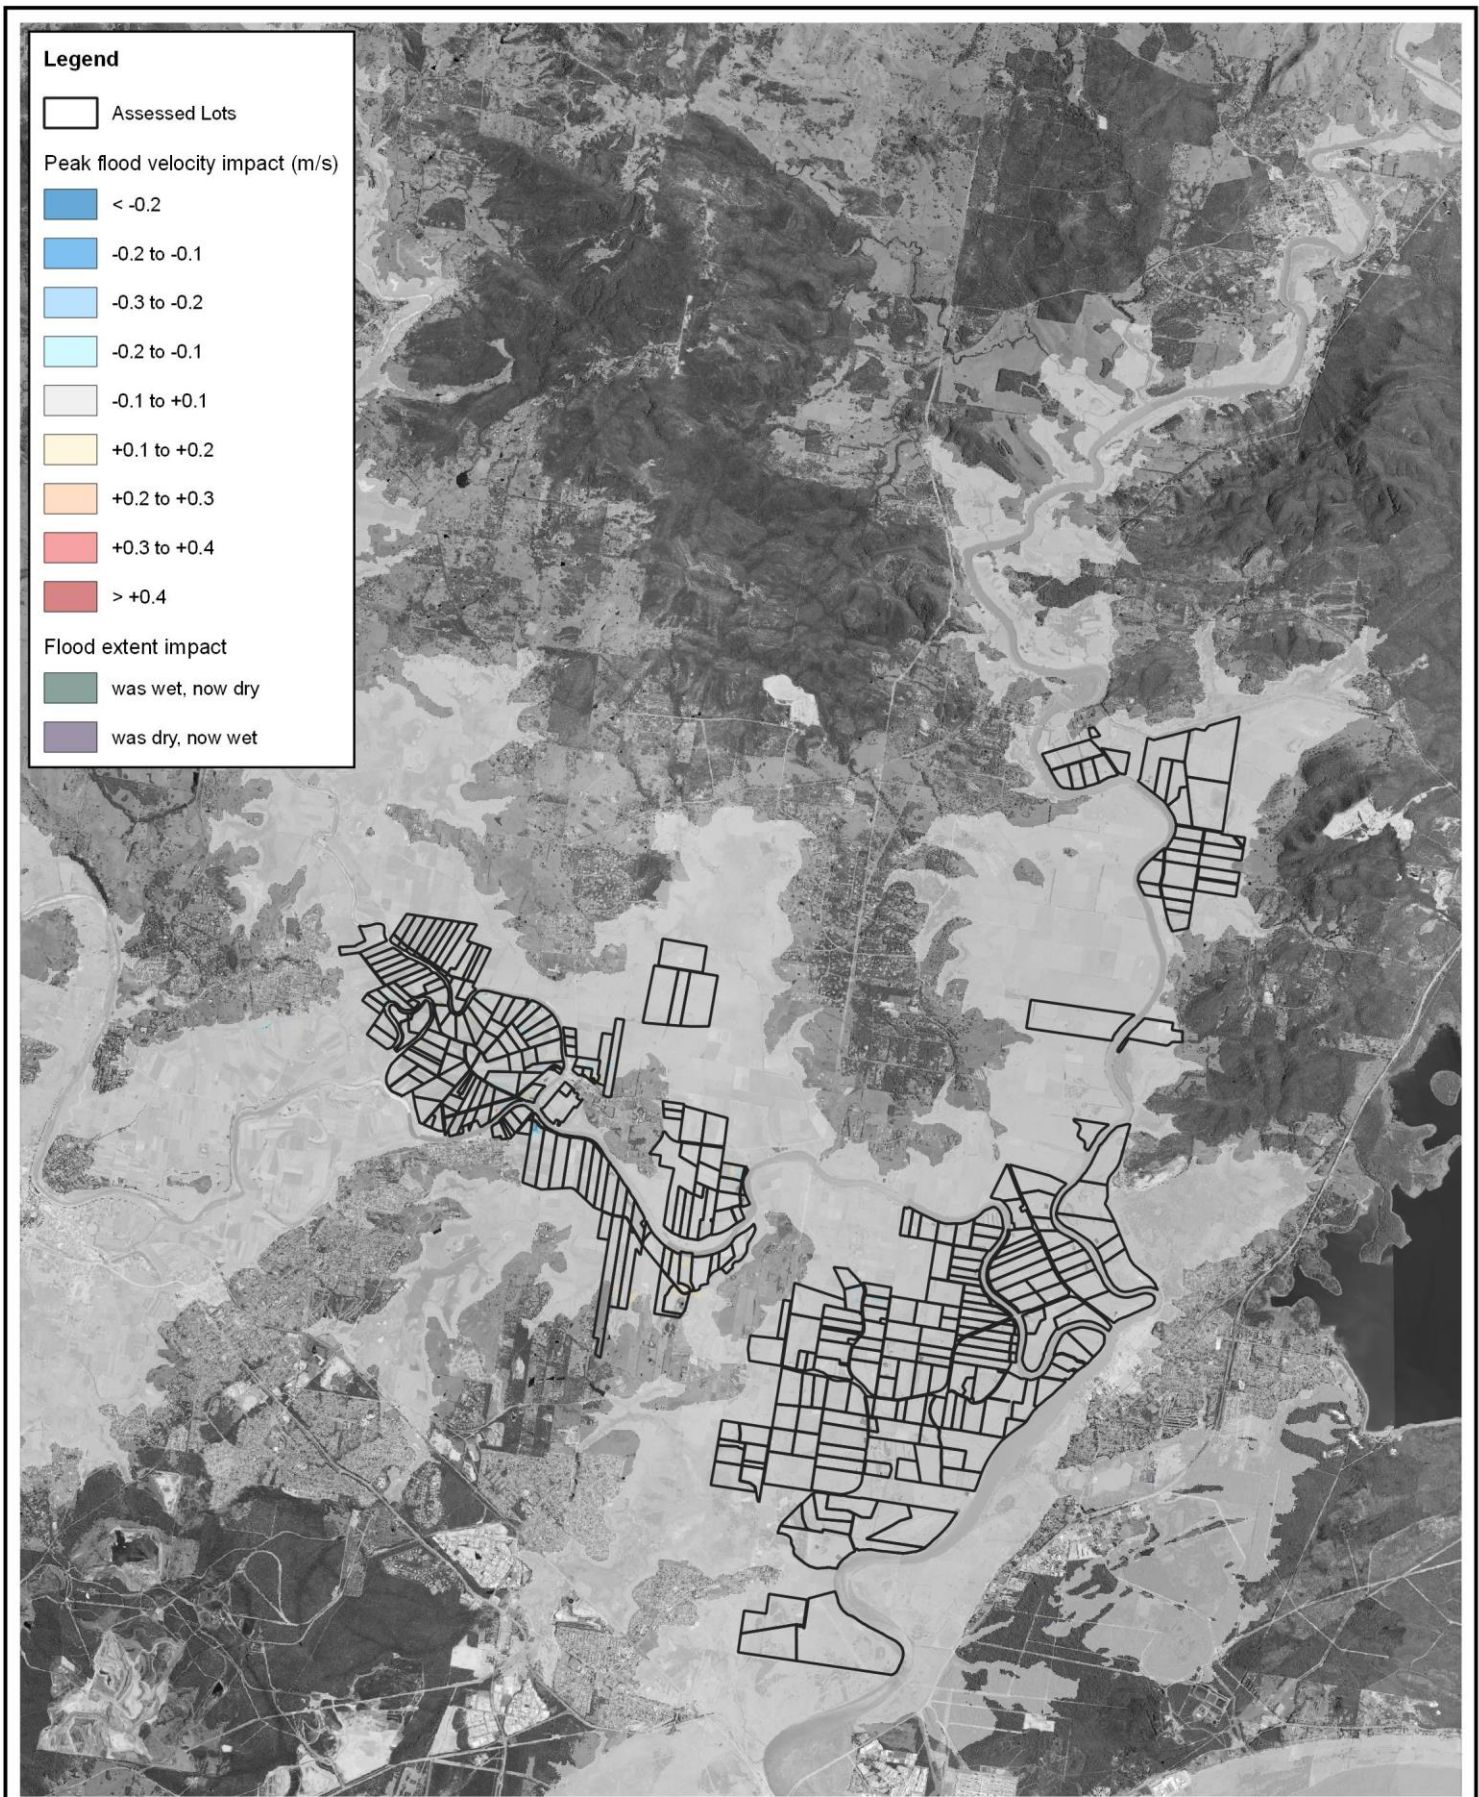 Legend
Assessed Lots
Peak flood velocity impact (m/s)
< -0.2
-0.2 to -0.1
-0.3 to -0.2
-0.2 to -0.1
-0.1 to +0.1
+0.1 to +0.2
+0.2 to +0.3
+0.3 to +0.4
> +0.4
Flood extent impact
was wet, now dry
was dry, now wet